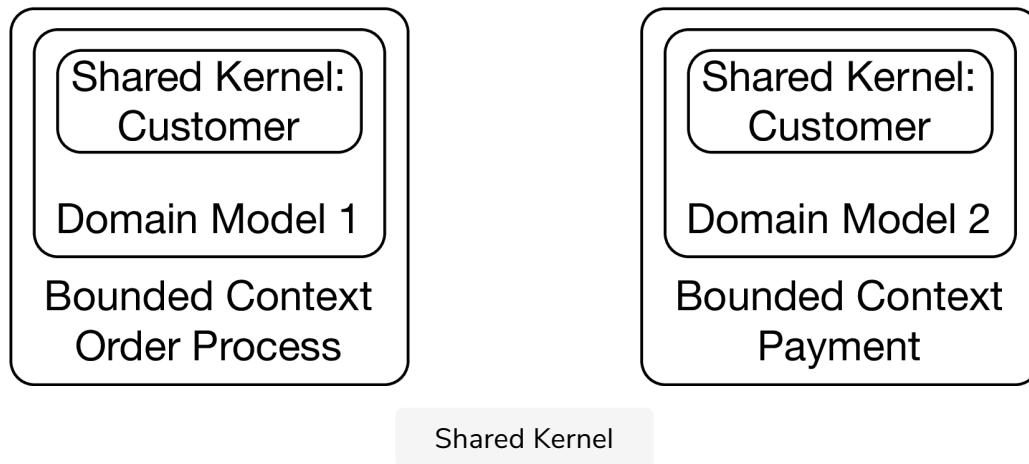 Shared Kernel:
Customer
Domain Model 1
Bounded Context
Order Process
Shared Kernel:
Customer
Domain Model 2
Bounded Context
Payment
Shared Kernel